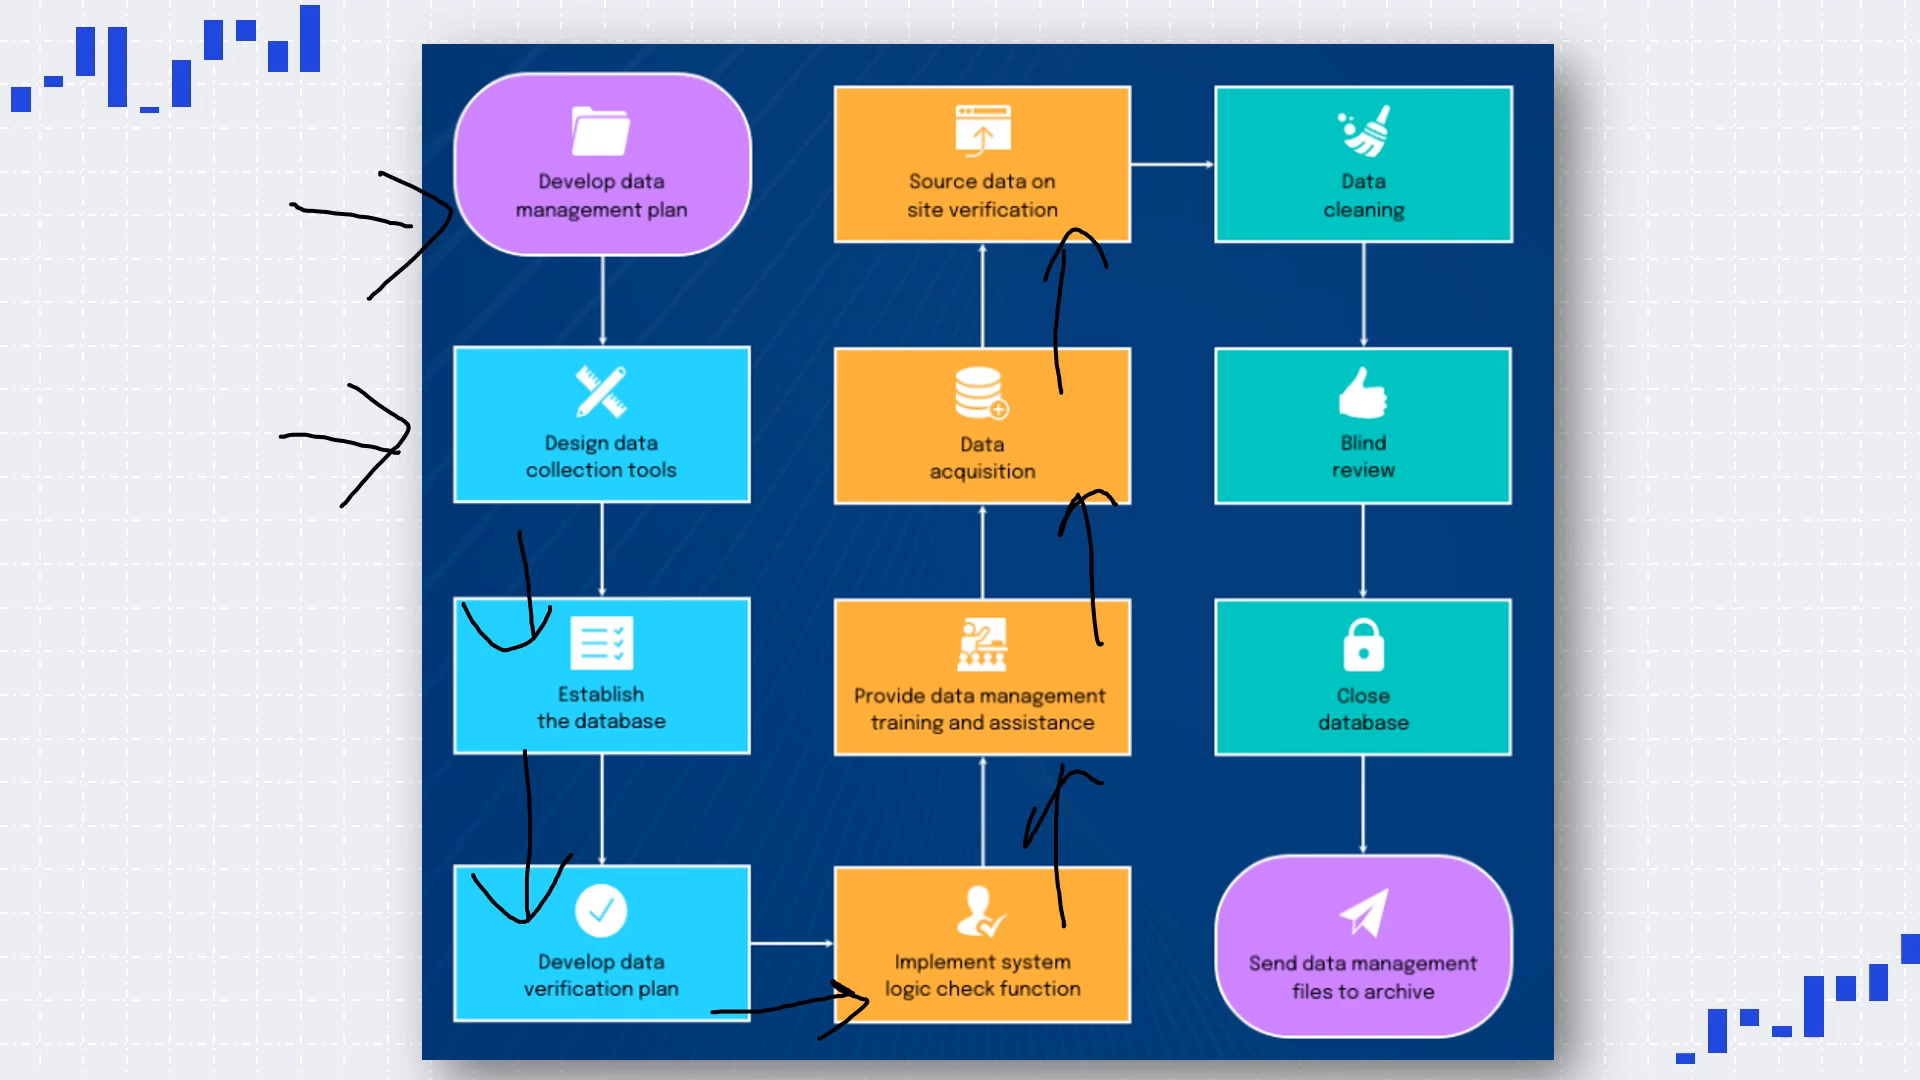 Develop data
management plan
Design data
collection tools
Establish
the database
Develop data
verification plan
Implement system
logic check function
Provide data management
training and assistance
Data
acquisition
Source data on
site verification
Data
cleaning
Blind
review
Close
database
Send data management
files to archive